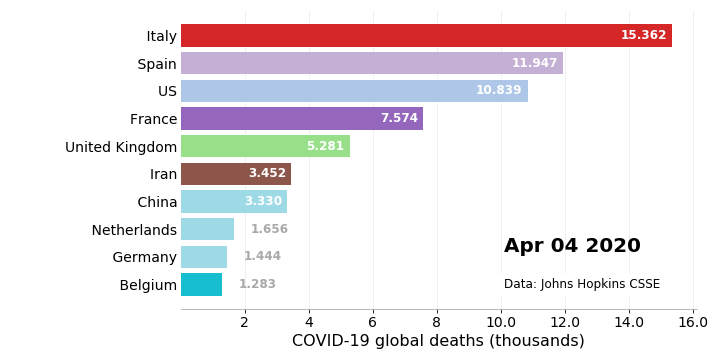 Italy 15.362
Spain 11.947
US 10.839
France 7.574
United Kingdom 5.281
Iran 3.452
China 3.330
Netherlands 1.656
Germany 1.444
Belgium 1.283
Apr 04 2020
Data: Johns Hopkins CSSE
2 4 6 8 10.0 12.0 14.0 16.0
COVID-19 global deaths (thousands)